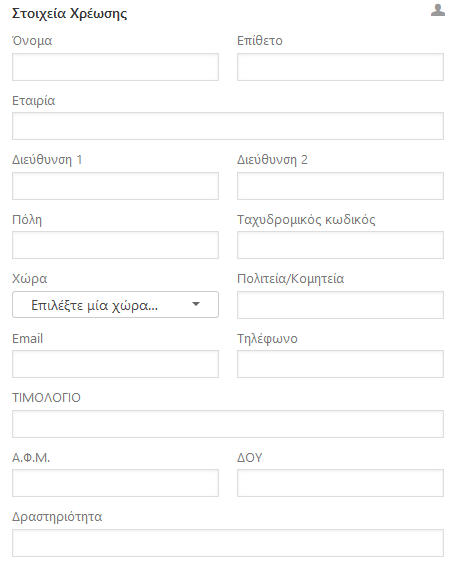 Στοιχεία Χρέωσης
Όνομα Επίθετο
Εταιρία
Διεύθυνση 1 Διεύθυνση 2
Πόλη Ταχυδρομικός κωδικός
Χώρα Πολιτεία/Κομητεία
Επιλέξτε μία χώρα...
Email Τηλέφωνο
ΤΙΜΟΛΟΓΙΟ
Α.Φ.Μ. ΔΟΥ
Δραστηριότητα